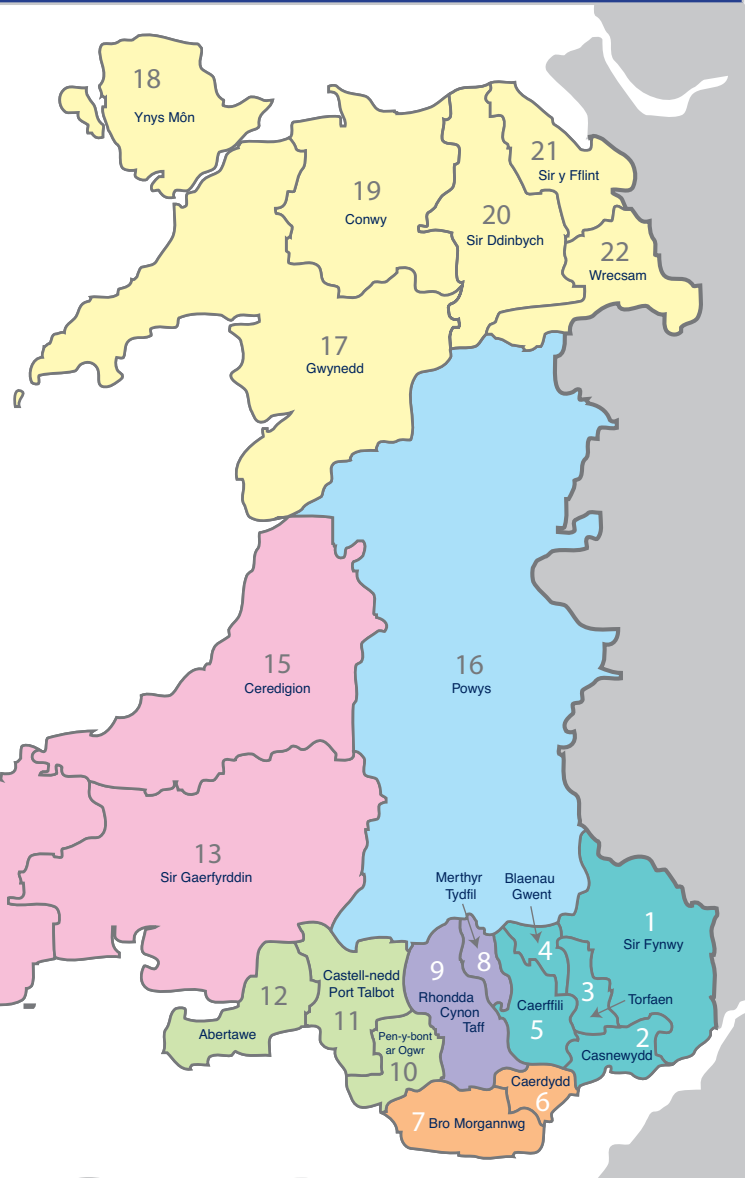 18
Ynys Môn
21
Sir y Fflint
19
Conwy
20
Sir Ddinbych
22
Wrecsam
17
Gwynedd
15
Ceredigion
16
Powys
13
Sir Gaerfyrddin
Merthyr
Tydfil
Blaenau
Gwent
1
Sir Fynwy
4
8
9
Rhondda
Cynon
Taff
Castell-nedd
Port Talbot
11
12
Abertawe
3
Torfaen
Caerffili
5
2
Casnewydd
Pen-y-bont
ar Ogwr
10
Caerdydd
6
7 Bro Morgannwg